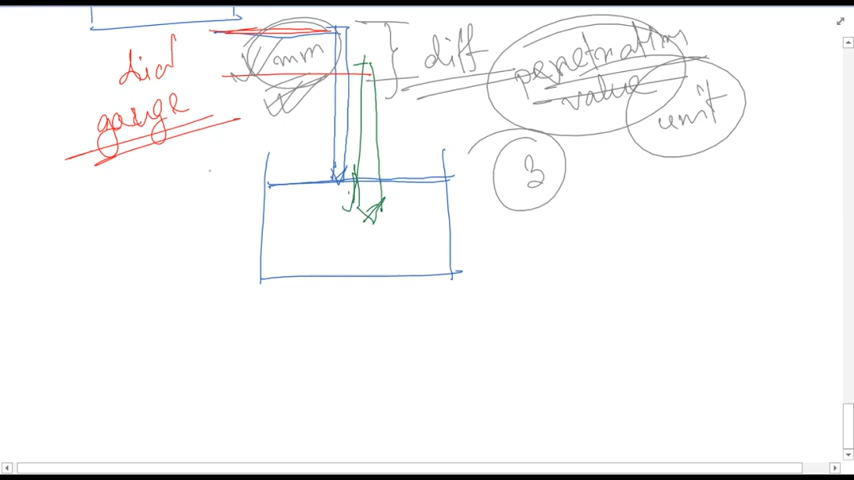 mm
diff
penetration
value
unit
dial
gauge
3